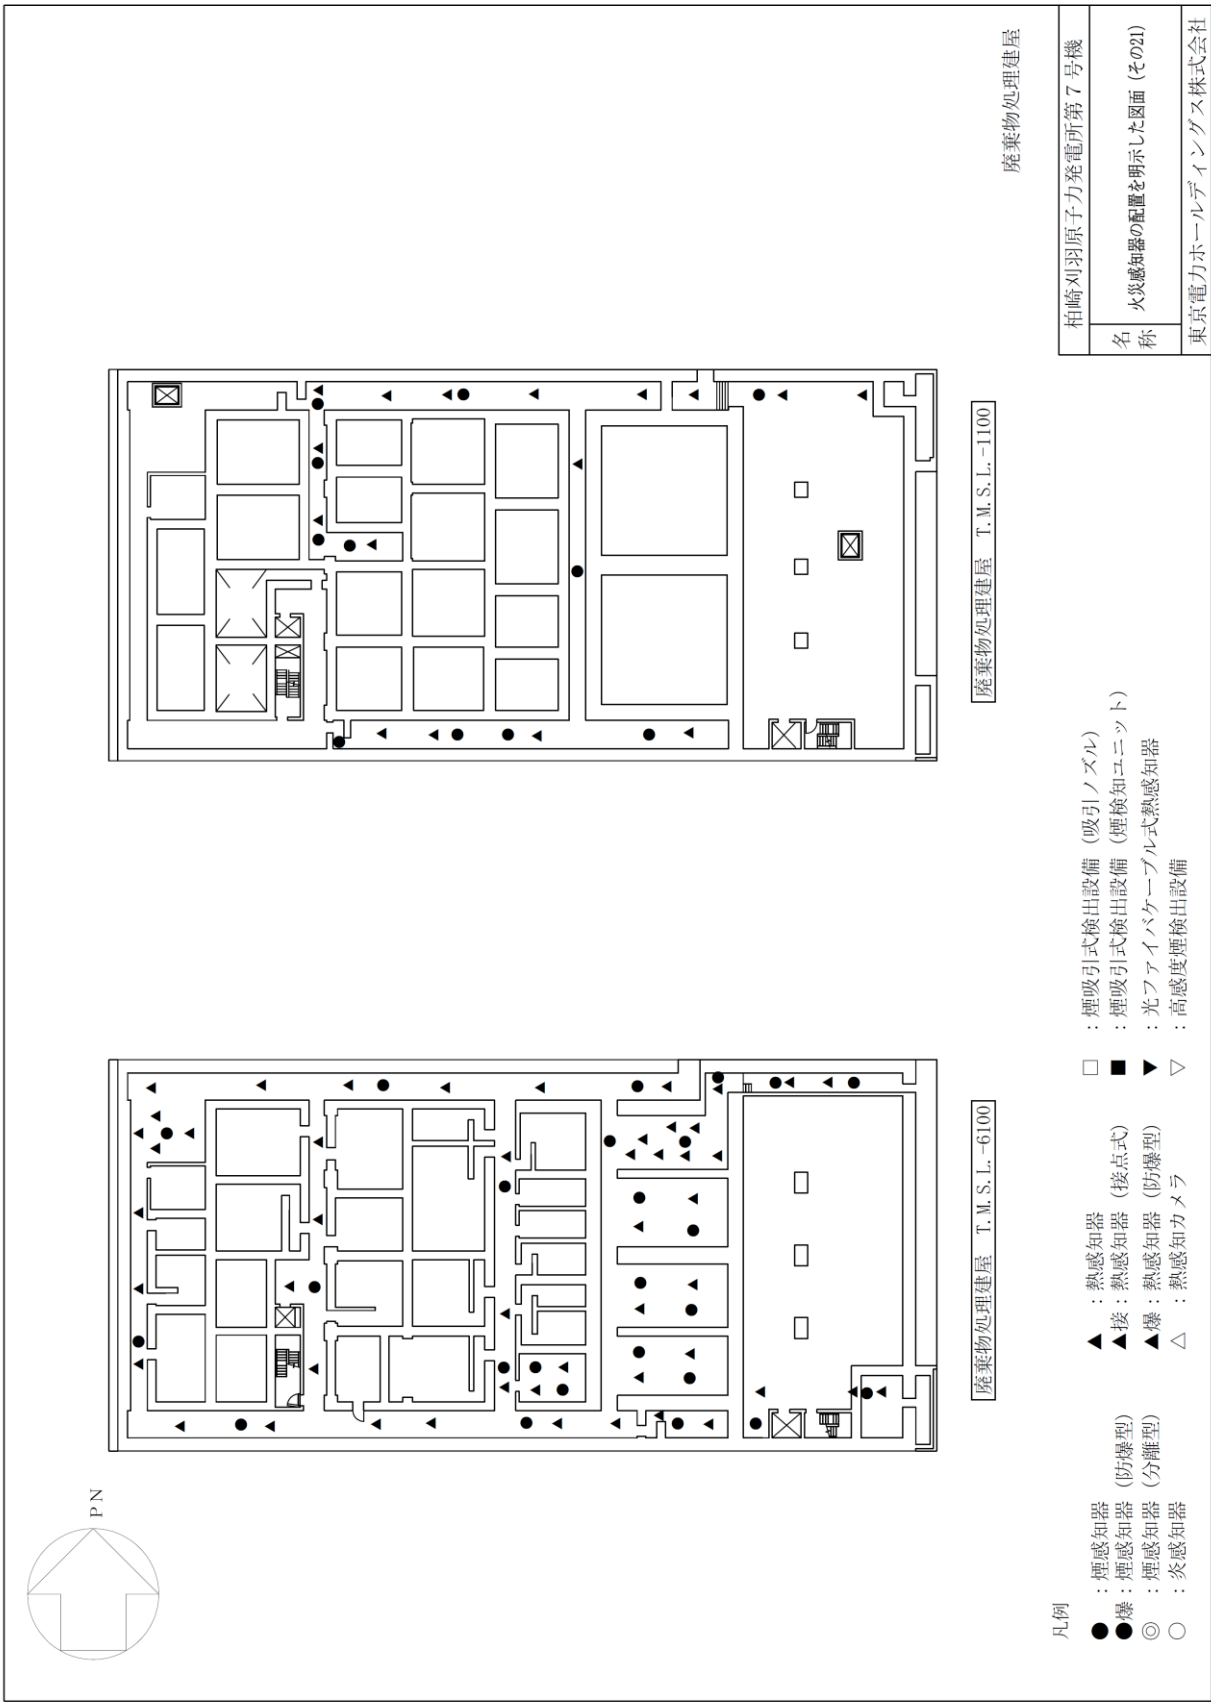 PN
廃棄物処理建屋 T.M.S.L.-6100
廃棄物処理建屋 T.M.S.L.-1100
凡例
● : 煙感知器
●爆 : 煙感知器 (防爆型)
◎ : 煙感知器 (分離型)
○ : 炎感知器
▲ : 熱感知器
▲接 : 熱感知器 (接点式)
▲爆 : 熱感知器 (防爆型)
△ : 熱感知カメラ
□ : 煙吸引式検出設備 (吸引ノズル)
■ : 煙吸引式検出設備 (煙検知ユニット)
▼ : 光ファイバケーブル式熱感知器
▽ : 高感度煙検出設備
廃棄物処理建屋
柏崎刈羽原子力発電所第7号機
名称 火災感知器の配置を明示した図面 (その21)
東京電力ホールディングス株式会社